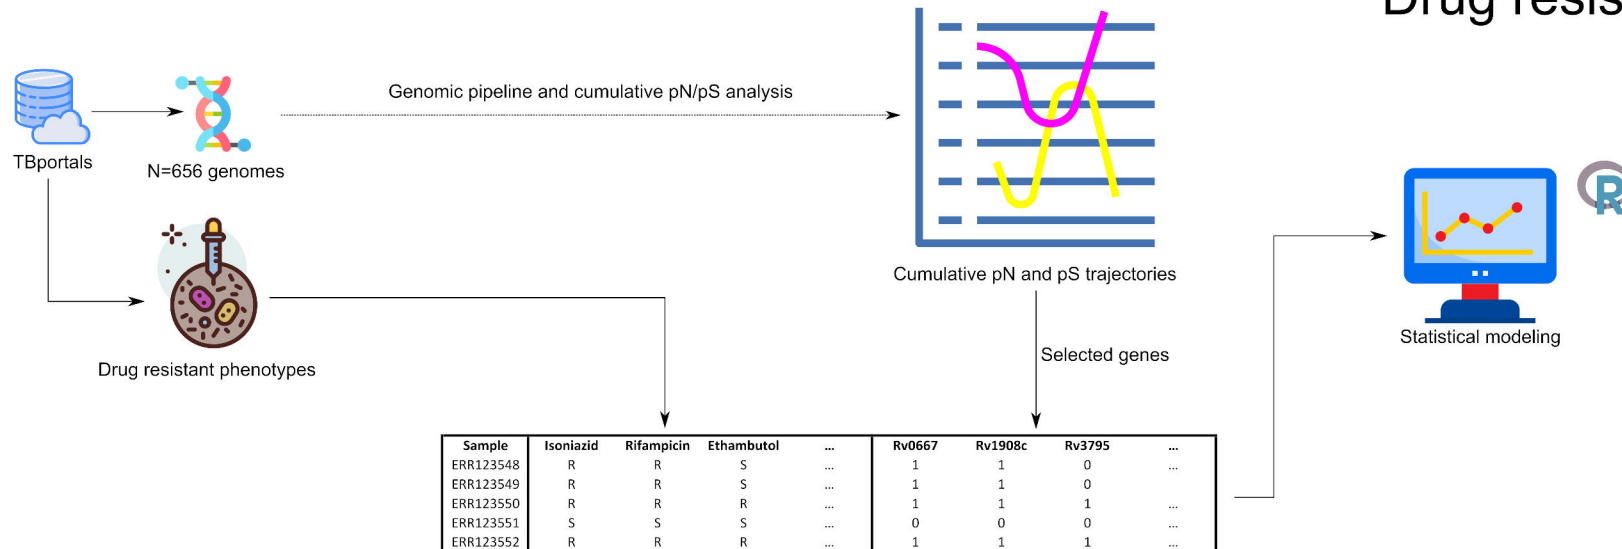 Drug resis
Genomic pipeline and cumulative pN/pS analysis
TBportals
N=656 genomes
R
Cumulative pN and pS trajectories
Statistical modeling
Selected genes
Drug resistant phenotypes
Sample Isoniazid Rifampicin Ethambutol ... Rv0667 Rv1908c Rv3795 ...
ERR123548 R R S ... 1 1 0 ...
ERR123549 R R S ... 1 1 0
ERR123550 R R R ... 1 1 1 ...
ERR123551 S S S ... 0 0 0 ...
ERR123552 R R R ... 1 1 1 ...